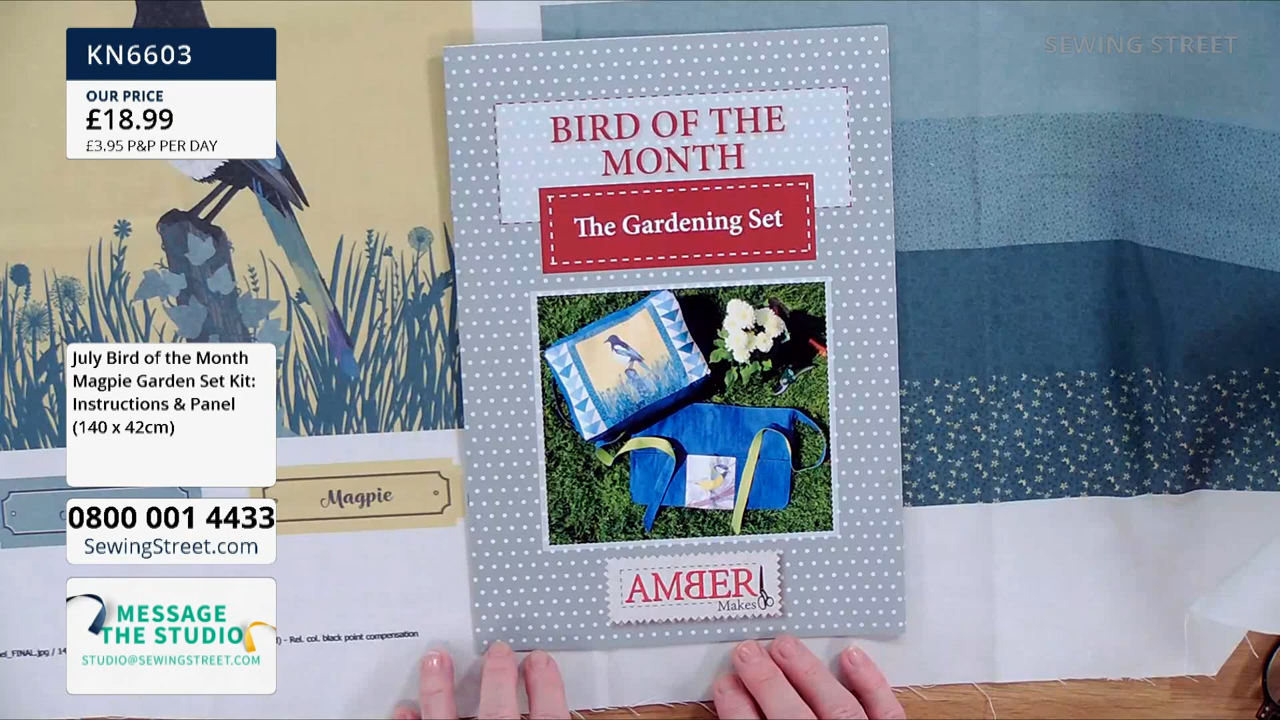 KN6603
OUR PRICE
£18.99
£3.95 P&P PER DAY
July Bird of the Month
Magpie Garden Set Kit:
Instructions & Panel
(140 x 42cm)
0800 001 4433
SewingStreet.com
MESSAGE
THE STUDIO
STUDIO@SEWINGSTREET.COM
SEWING STREET
BIRD OF THE
MONTH
The Gardening Set
AMBER
Makes
Magpie
- Rel. col. black point compensation